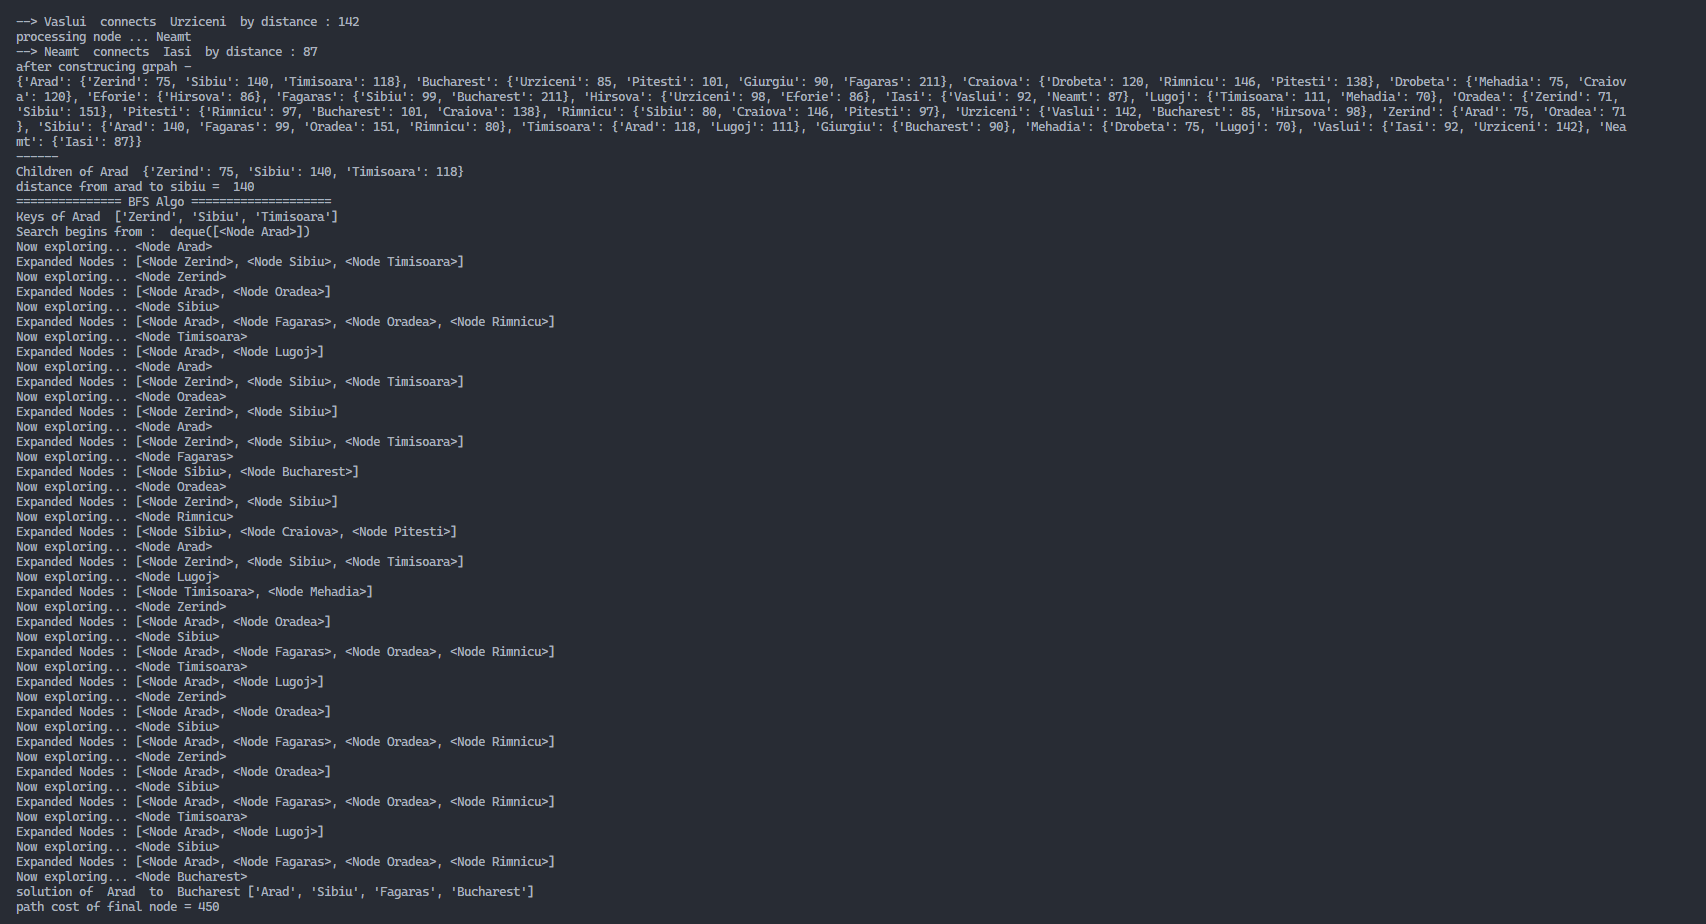 --> Vaslui  connects  Urziceni  by distance : 142
processing node ... Neamt
--> Neamt  connects  Iasi  by distance : 87
after construcing grpah -
{'Arad': {'Zerind': 75, 'Sibiu': 140, 'Timisoara': 118}, 'Bucharest': {'Urziceni': 85, 'Pitesti': 101, 'Giurgiu': 90, 'Fagaras': 211}, 'Craiova': {'Drobeta': 120, 'Rimnicu': 146, 'Pitesti': 138}, 'Drobeta': {'Mehadia': 75, 'Craiov
a': 120}, 'Eforie': {'Hirsova': 86}, 'Fagaras': {'Sibiu': 99, 'Bucharest': 211}, 'Hirsova': {'Urziceni': 98, 'Eforie': 86}, 'Iasi': {'Vaslui': 92, 'Neamt': 87}, 'Lugoj': {'Timisoara': 111, 'Mehadia': 70}, 'Oradea': {'Zerind': 71,
'Sibiu': 151}, 'Pitesti': {'Rimnicu': 97, 'Bucharest': 101, 'Craiova': 138}, 'Rimnicu': {'Sibiu': 80, 'Craiova': 146, 'Pitesti': 97}, 'Urziceni': {'Vaslui': 142, 'Bucharest': 85, 'Hirsova': 98}, 'Zerind': {'Arad': 75, 'Oradea': 71
}, 'Sibiu': {'Arad': 140, 'Fagaras': 99, 'Oradea': 151, 'Rimnicu': 80}, 'Timisoara': {'Arad': 118, 'Lugoj': 111}, 'Giurgiu': {'Bucharest': 90}, 'Mehadia': {'Drobeta': 75, 'Lugoj': 70}, 'Vaslui': {'Iasi': 92, 'Urziceni': 142}, 'Nea
mt': {'Iasi': 87}}
------
Children of Arad  {'Zerind': 75, 'Sibiu': 140, 'Timisoara': 118}
distance from arad to sibiu =  140
=============== BFS Algo ====================
Keys of Arad  ['Zerind', 'Sibiu', 'Timisoara']
Search begins from :  deque([<Node Arad>])
Now exploring... <Node Arad>
Expanded Nodes : [<Node Zerind>, <Node Sibiu>, <Node Timisoara>]
Now exploring... <Node Zerind>
Expanded Nodes : [<Node Arad>, <Node Oradea>]
Now exploring... <Node Sibiu>
Expanded Nodes : [<Node Arad>, <Node Fagaras>, <Node Oradea>, <Node Rimnicu>]
Now exploring... <Node Timisoara>
Expanded Nodes : [<Node Arad>, <Node Lugoj>]
Now exploring... <Node Arad>
Expanded Nodes : [<Node Zerind>, <Node Sibiu>, <Node Timisoara>]
Now exploring... <Node Oradea>
Expanded Nodes : [<Node Zerind>, <Node Sibiu>]
Now exploring... <Node Arad>
Expanded Nodes : [<Node Zerind>, <Node Sibiu>, <Node Timisoara>]
Now exploring... <Node Fagaras>
Expanded Nodes : [<Node Sibiu>, <Node Bucharest>]
Now exploring... <Node Oradea>
Expanded Nodes : [<Node Zerind>, <Node Sibiu>]
Now exploring... <Node Rimnicu>
Expanded Nodes : [<Node Sibiu>, <Node Craiova>, <Node Pitesti>]
Now exploring... <Node Arad>
Expanded Nodes : [<Node Zerind>, <Node Sibiu>, <Node Timisoara>]
Now exploring... <Node Lugoj>
Expanded Nodes : [<Node Timisoara>, <Node Mehadia>]
Now exploring... <Node Zerind>
Expanded Nodes : [<Node Arad>, <Node Oradea>]
Now exploring... <Node Sibiu>
Expanded Nodes : [<Node Arad>, <Node Fagaras>, <Node Oradea>, <Node Rimnicu>]
Now exploring... <Node Timisoara>
Expanded Nodes : [<Node Arad>, <Node Lugoj>]
Now exploring... <Node Zerind>
Expanded Nodes : [<Node Arad>, <Node Oradea>]
Now exploring... <Node Sibiu>
Expanded Nodes : [<Node Arad>, <Node Fagaras>, <Node Oradea>, <Node Rimnicu>]
Now exploring... <Node Zerind>
Expanded Nodes : [<Node Arad>, <Node Oradea>]
Now exploring... <Node Sibiu>
Expanded Nodes : [<Node Arad>, <Node Fagaras>, <Node Oradea>, <Node Rimnicu>]
Now exploring... <Node Timisoara>
Expanded Nodes : [<Node Arad>, <Node Lugoj>]
Now exploring... <Node Sibiu>
Expanded Nodes : [<Node Arad>, <Node Fagaras>, <Node Oradea>, <Node Rimnicu>]
Now exploring... <Node Bucharest>
solution of  Arad  to  Bucharest ['Arad', 'Sibiu', 'Fagaras', 'Bucharest']
path cost of final node = 450